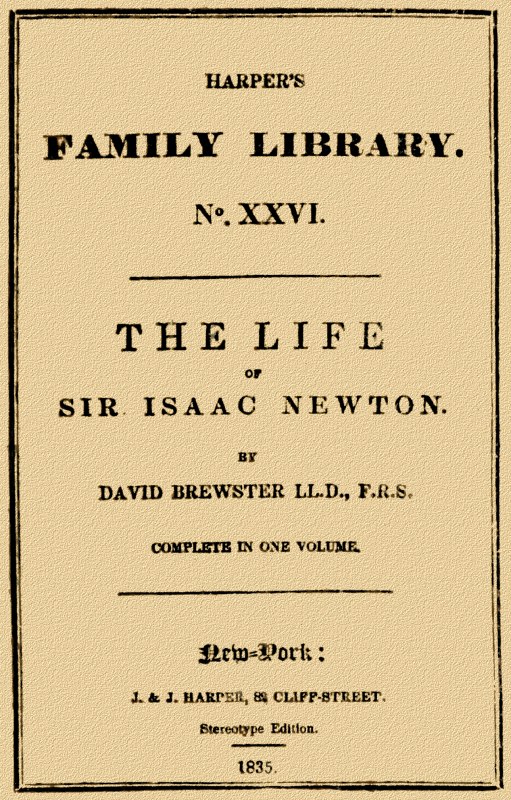 HARPER'S
FAMILY LIBRARY.
No. XXVI.
THE LIFE
OF
SIR ISAAC NEWTON.
BY
DAVID BREWSTER LL.D., F.R.S.
COMPLETE IN ONE VOLUME.
New-York:
J. & J. HARPER, 82 CLIFF-STREET.
Stereotype Edition.
1835.